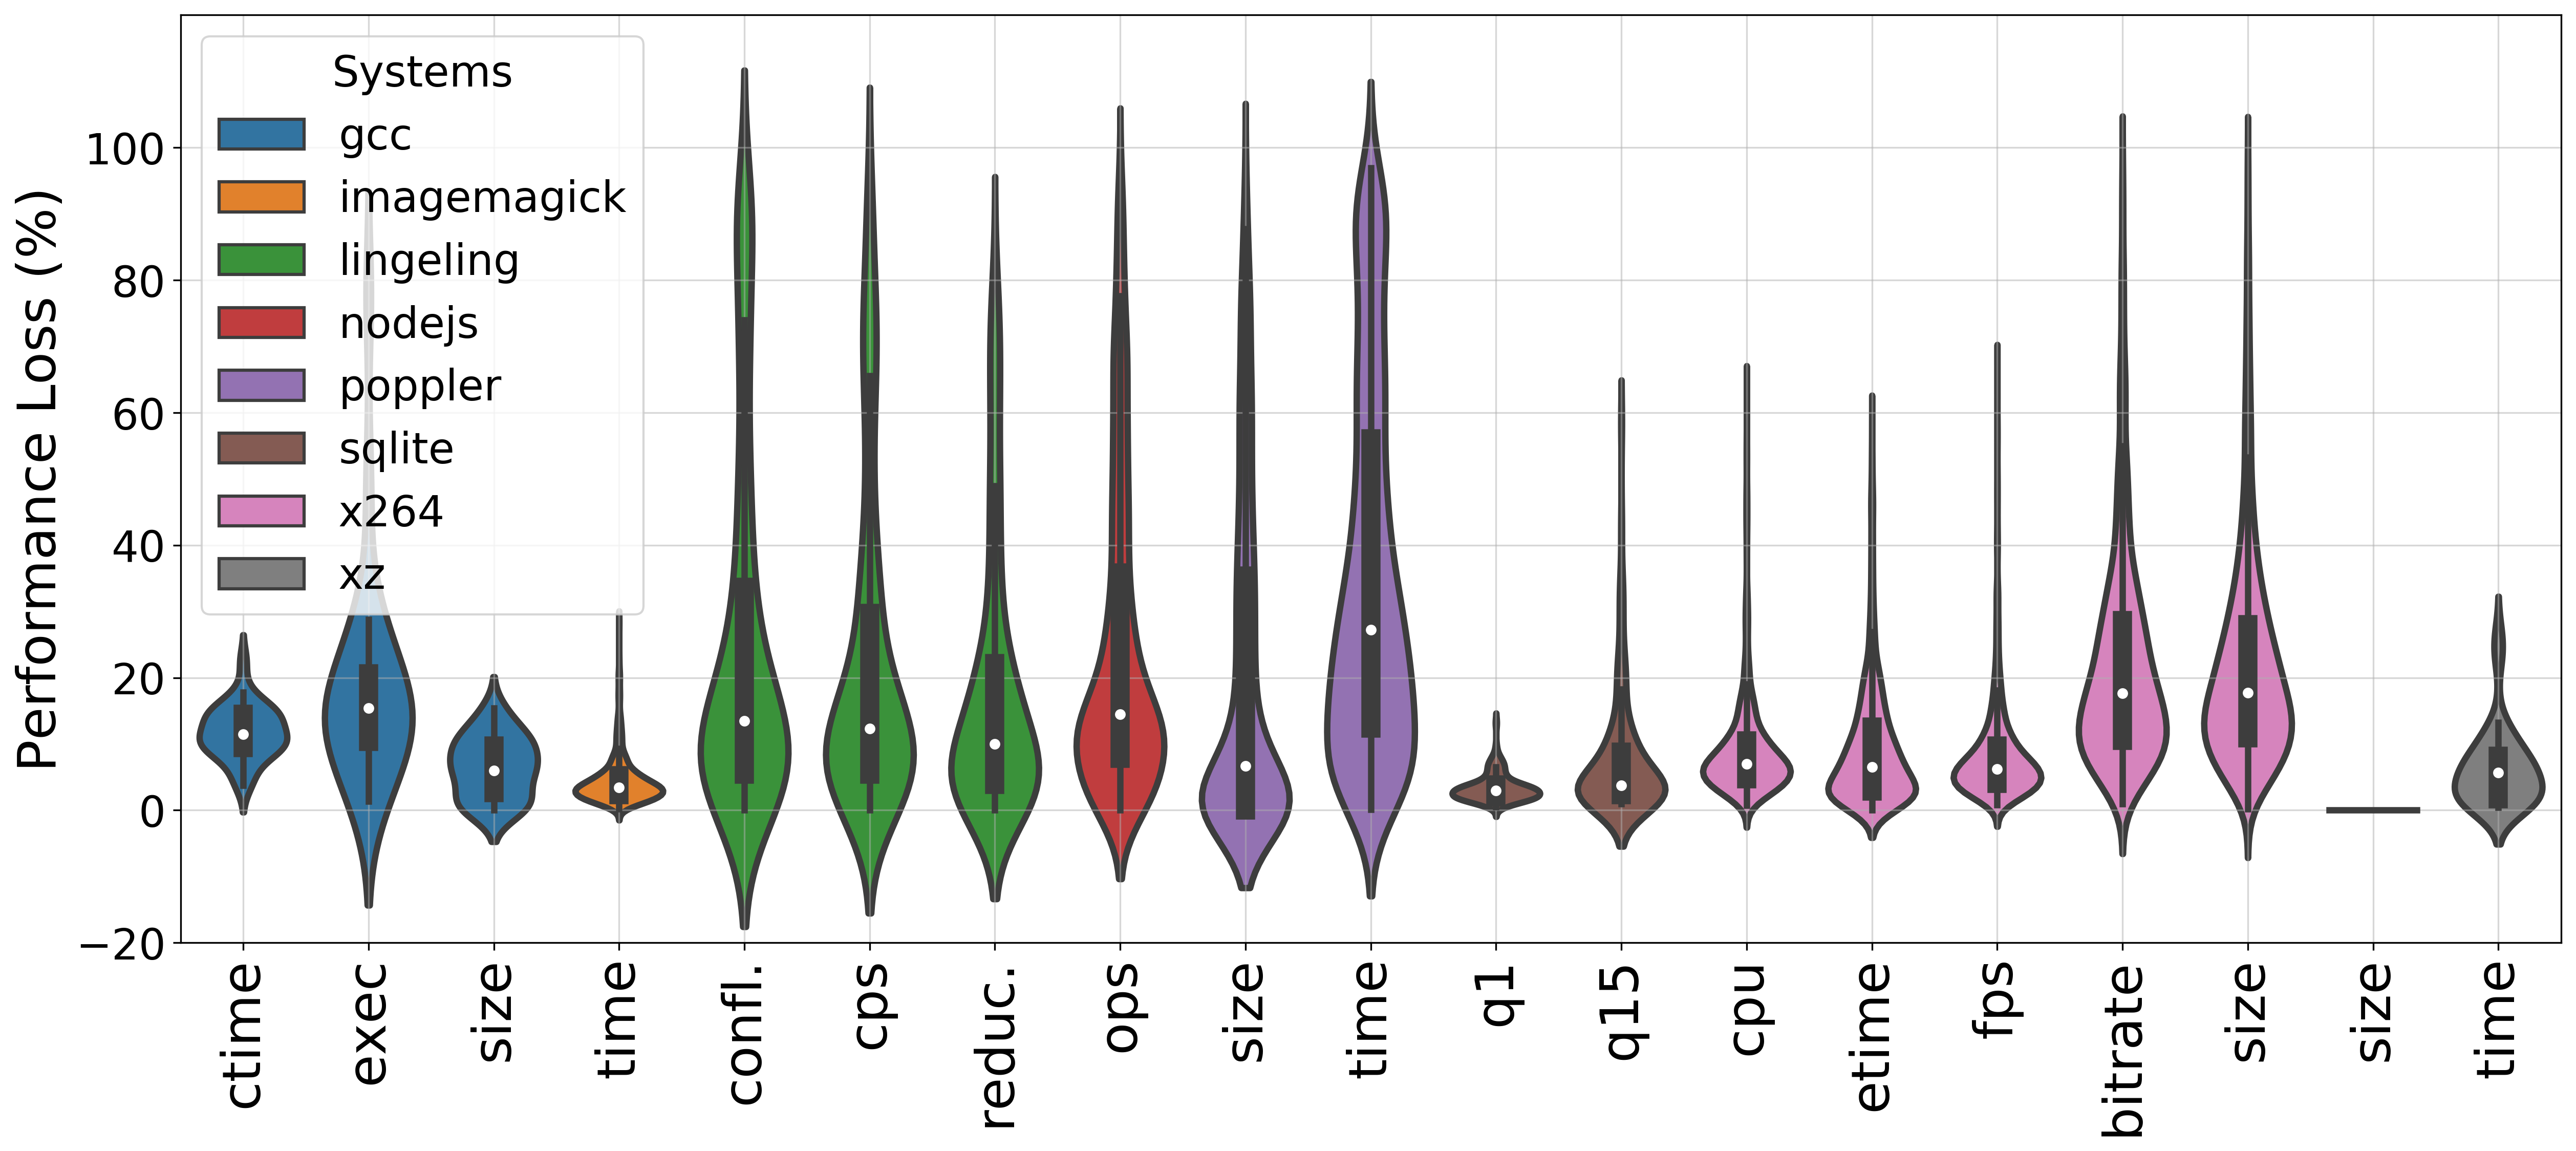 Performance Loss (%)
100
80
60
40
20
0
−20
Systems
gcc
imagemagick
lingeling
nodejs
poppler
sqlite
x264
xz
ctime
exec
size
time
confl.
cps
reduc.
ops
size
time
q1
q15
cpu
etime
fps
bitrate
size
size
time